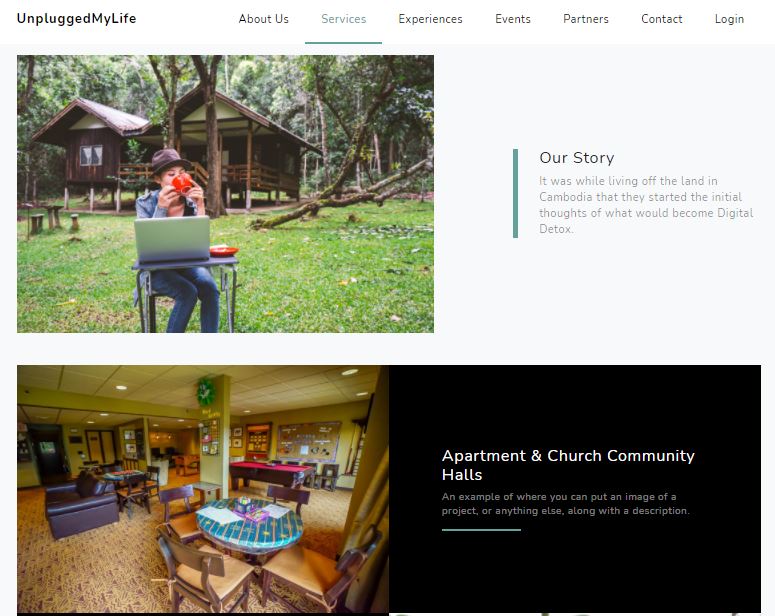 UnpluggedMyLife
About Us
Services
Experiences
Events
Partners
Contact
Login
Our Story
It was while living off the land in
Cambodia that they started the initial
thoughts of what would become Digital
Detox.
Apartment & Church Community
Halls
An example of where you can put an image of a
project, or anything else, along with a description.